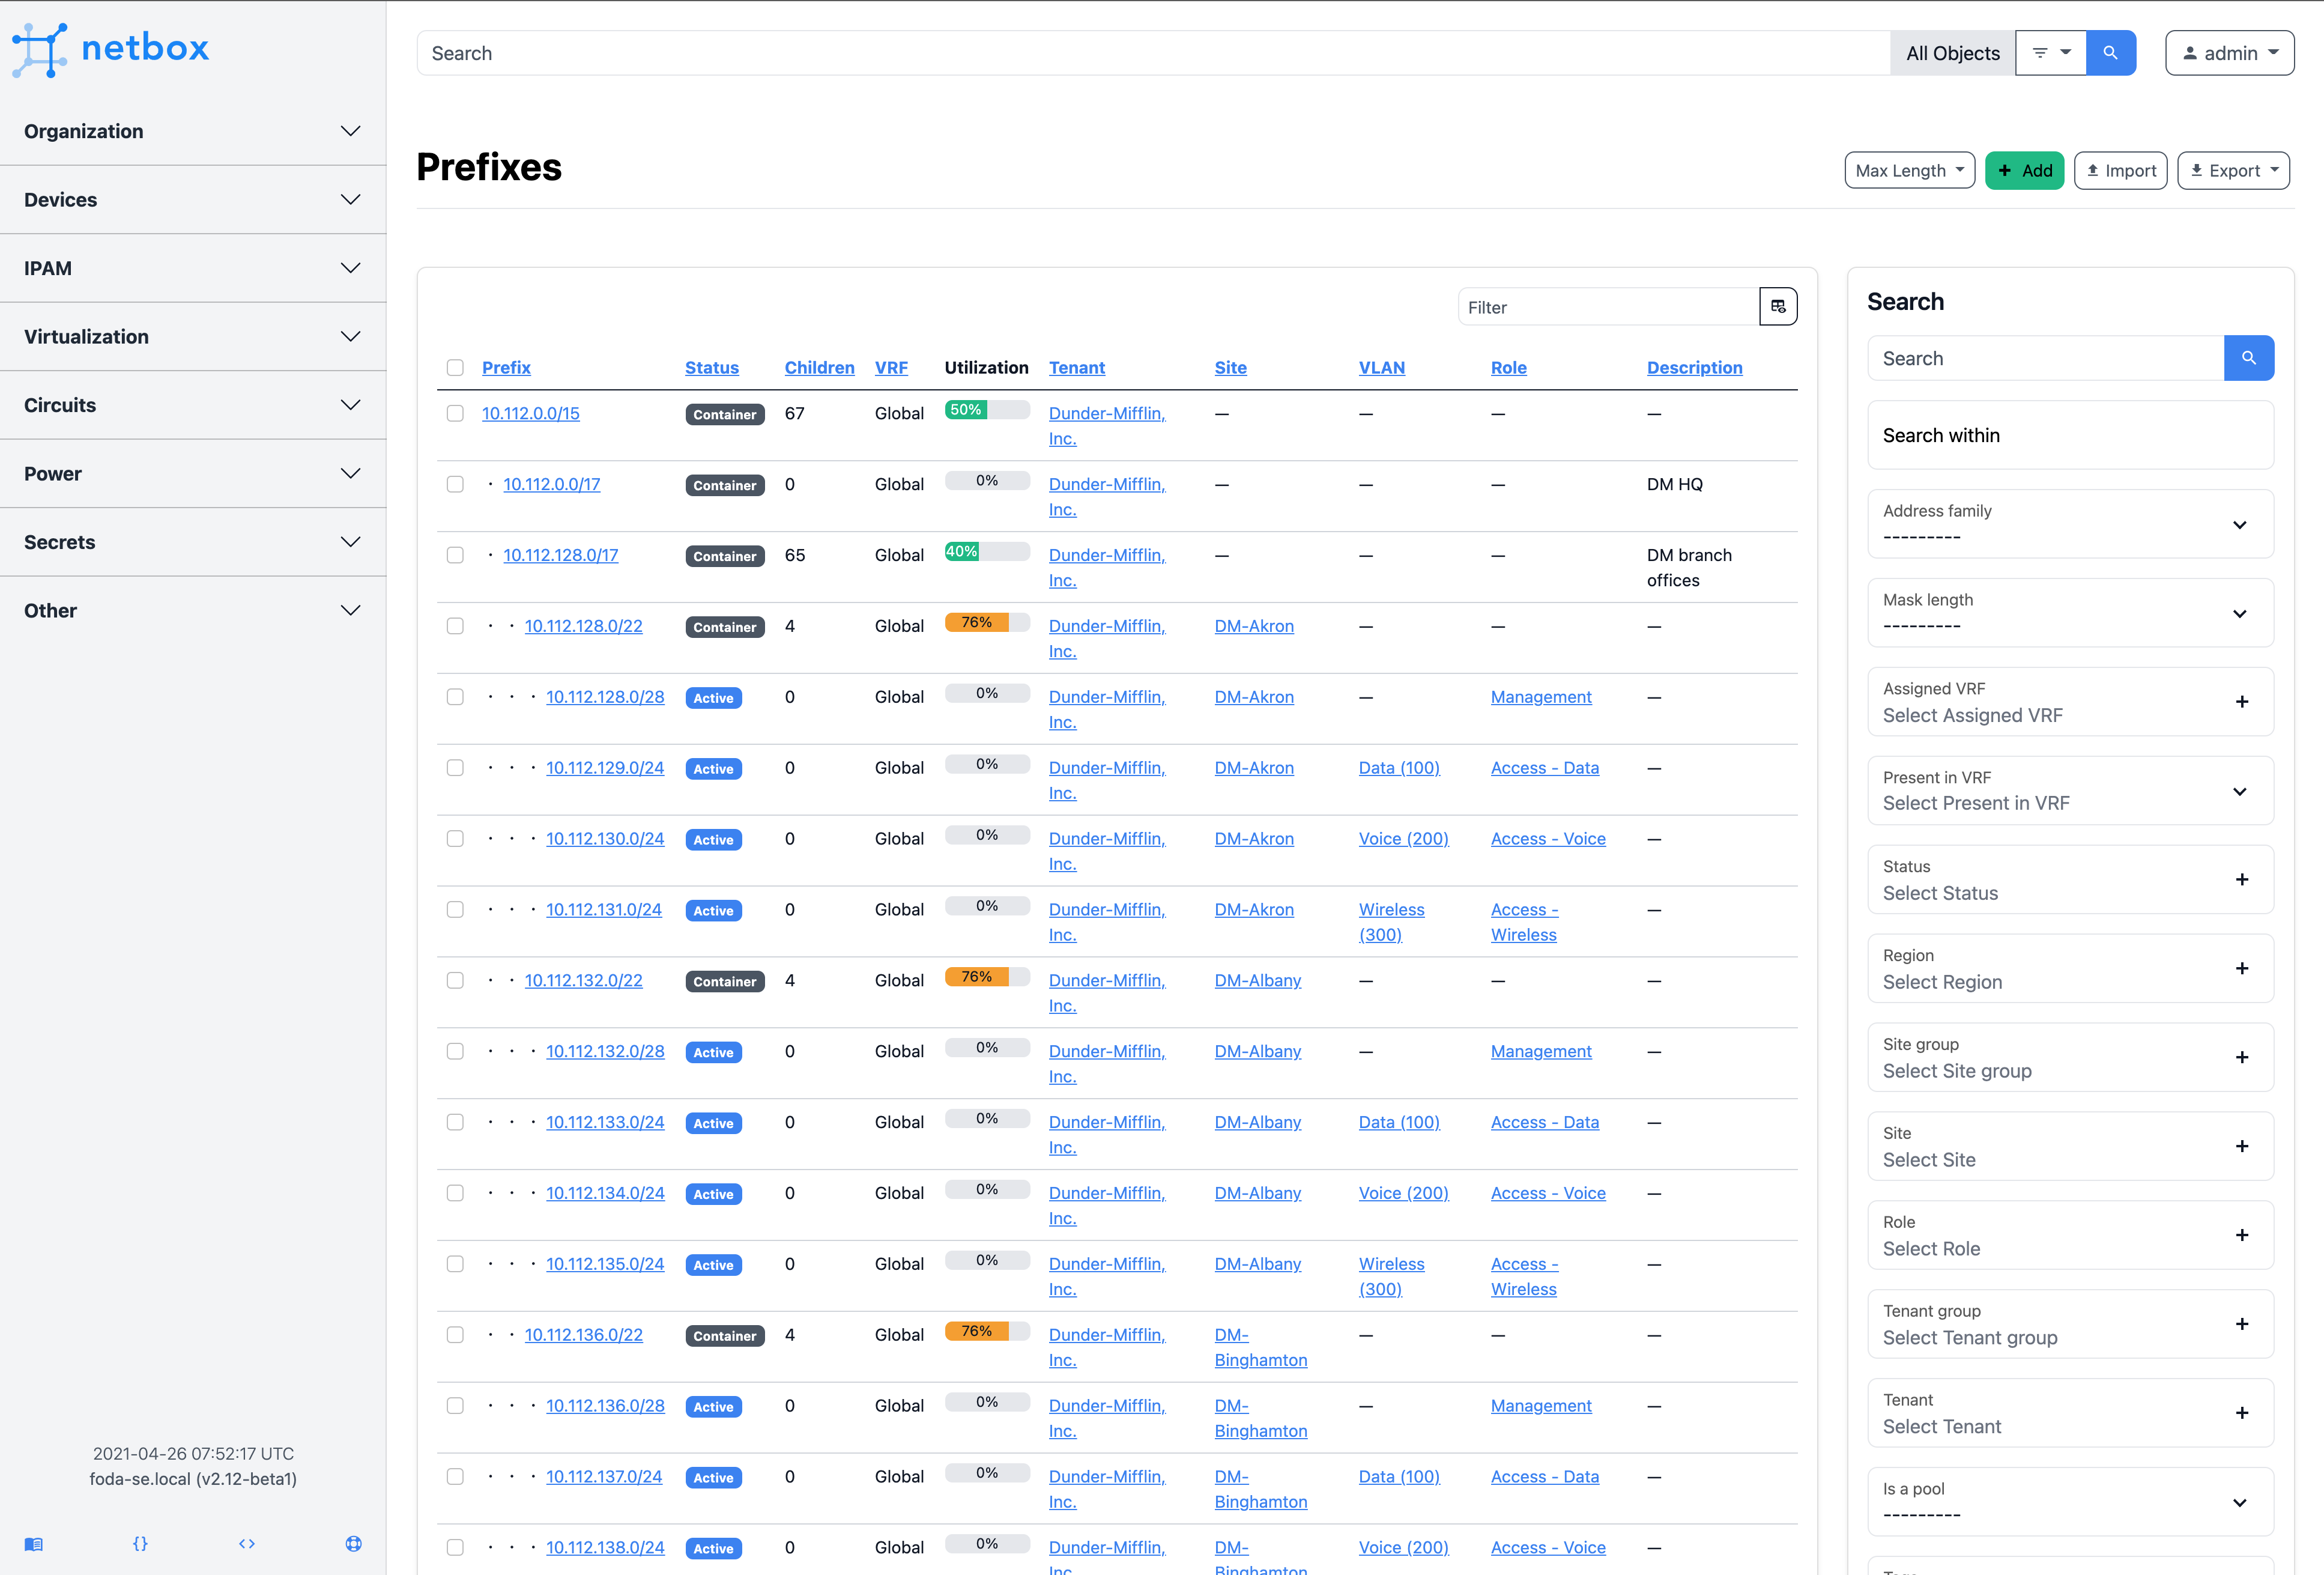 netbox
Search
All Objects
admin
Organization
Devices
IPAM
Virtualization
Circuits
Power
Secrets
Other
2021-04-26 07:52:17 UTC
foda-se.local (v2.12-beta1)
{}
<>
Prefixes
Max Length
+ Add
Import
Export
Filter
Prefix Status Children VRF Utilization Tenant Site VLAN Role Description
10.112.0.0/15 Container 67 Global 50% Dunder-Mifflin, — — — —
Inc.
· 10.112.0.0/17 Container 0 Global 0% Dunder-Mifflin, — — — DM HQ
Inc.
· 10.112.128.0/17 Container 65 Global 40% Dunder-Mifflin, — — — DM branch
Inc. offices
· · 10.112.128.0/22 Container 4 Global 76% Dunder-Mifflin, DM-Akron — — —
Inc.
· · · 10.112.128.0/28 Active 0 Global 0% Dunder-Mifflin, DM-Akron — Management —
Inc.
· · · 10.112.129.0/24 Active 0 Global 0% Dunder-Mifflin, DM-Akron Data (100) Access - Data —
Inc.
· · · 10.112.130.0/24 Active 0 Global 0% Dunder-Mifflin, DM-Akron Voice (200) Access - Voice —
Inc.
· · · 10.112.131.0/24 Active 0 Global 0% Dunder-Mifflin, DM-Akron Wireless Access - —
Inc. (300) Wireless
· · 10.112.132.0/22 Container 4 Global 76% Dunder-Mifflin, DM-Albany — — —
Inc.
· · · 10.112.132.0/28 Active 0 Global 0% Dunder-Mifflin, DM-Albany — Management —
Inc.
· · · 10.112.133.0/24 Active 0 Global 0% Dunder-Mifflin, DM-Albany Data (100) Access - Data —
Inc.
· · · 10.112.134.0/24 Active 0 Global 0% Dunder-Mifflin, DM-Albany Voice (200) Access - Voice —
Inc.
· · · 10.112.135.0/24 Active 0 Global 0% Dunder-Mifflin, DM-Albany Wireless Access - —
Inc. (300) Wireless
· · 10.112.136.0/22 Container 4 Global 76% Dunder-Mifflin, DM- — — —
Inc. Binghamton
· · · 10.112.136.0/28 Active 0 Global 0% Dunder-Mifflin, DM- — Management —
Inc. Binghamton
· · · 10.112.137.0/24 Active 0 Global 0% Dunder-Mifflin, DM- Data (100) Access - Data —
Inc. Binghamton
· · · 10.112.138.0/24 Active 0 Global 0% Dunder-Mifflin, DM- Voice (200) Access - Voice —
Inc. Binghamton
Search
Search
Search within
Address family
---------
Mask length
---------
Assigned VRF
Select Assigned VRF
Present in VRF
Select Present in VRF
Status
Select Status
Region
Select Region
Site group
Select Site group
Site
Select Site
Role
Select Role
Tenant group
Select Tenant group
Tenant
Select Tenant
Is a pool
---------